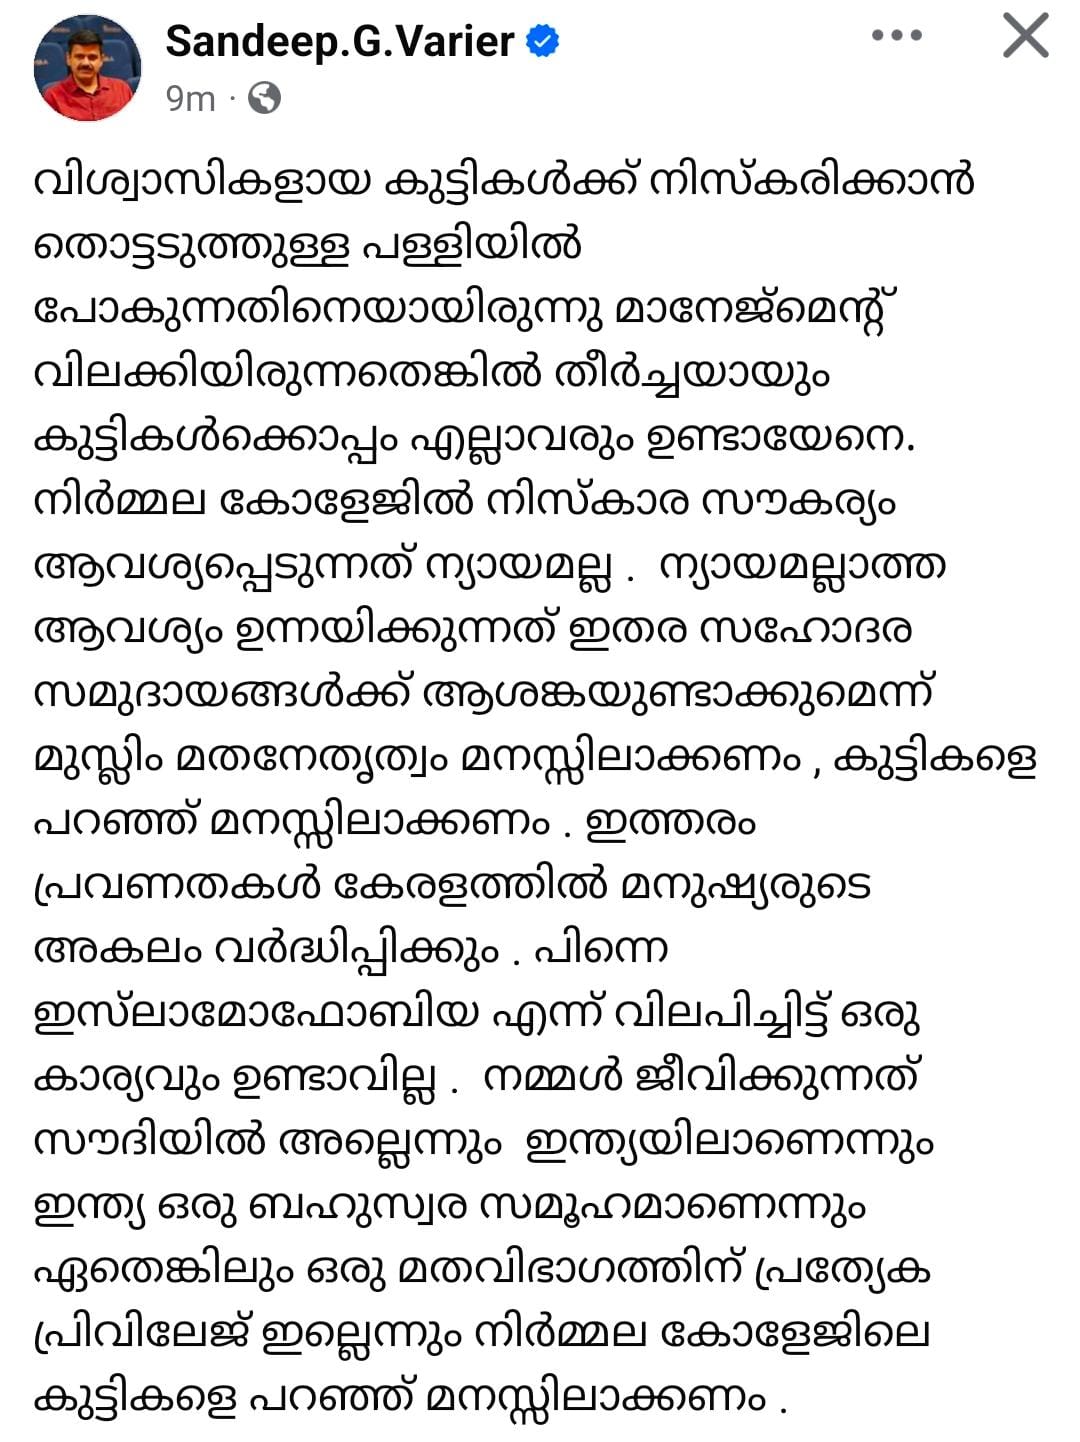 Sandeep.G.Varier
9m ·
വിശ്വാസികളായ കുട്ടികൾക്ക് നിസ്കരിക്കാൻ
തൊട്ടടുത്തുള്ള പള്ളിയിൽ
പോകുന്നതിനെയായിരുന്നു മാനേജ്മെന്റ്
വിലക്കിയിരുന്നതെങ്കിൽ തീർച്ചയായും
കുട്ടികൾക്കൊപ്പം എല്ലാവരും ഉണ്ടായേനെ.
നിർമ്മല കോളേജിൽ നിസ്കാര സൗകര്യം
ആവശ്യപ്പെടുന്നത് ന്യായമല്ല . ന്യായമല്ലാത്ത
ആവശ്യം ഉന്നയിക്കുന്നത് ഇതര സഹോദര
സമുദായങ്ങൾക്ക് ആശങ്കയുണ്ടാക്കുമെന്ന്
മുസ്ലിം മതനേതൃത്വം മനസ്സിലാക്കണം , കുട്ടികളെ
പറഞ്ഞ് മനസ്സിലാക്കണം . ഇത്തരം
പ്രവണതകൾ കേരളത്തിൽ മനുഷ്യരുടെ
അകലം വർദ്ധിപ്പിക്കും . പിന്നെ
ഇസ്‌ലാമോഫോബിയ എന്ന് വിലപിച്ചിട്ട് ഒരു
കാര്യവും ഉണ്ടാവില്ല . നമ്മൾ ജീവിക്കുന്നത്
സൗദിയിൽ അല്ലെന്നും ഇന്ത്യയിലാണെന്നും
ഇന്ത്യ ഒരു ബഹുസ്വര സമൂഹമാണെന്നും
ഏതെങ്കിലും ഒരു മതവിഭാഗത്തിന് പ്രത്യേക
പ്രിവിലേജ് ഇല്ലെന്നും നിർമ്മല കോളേജിലെ
കുട്ടികളെ പറഞ്ഞ് മനസ്സിലാക്കണം .